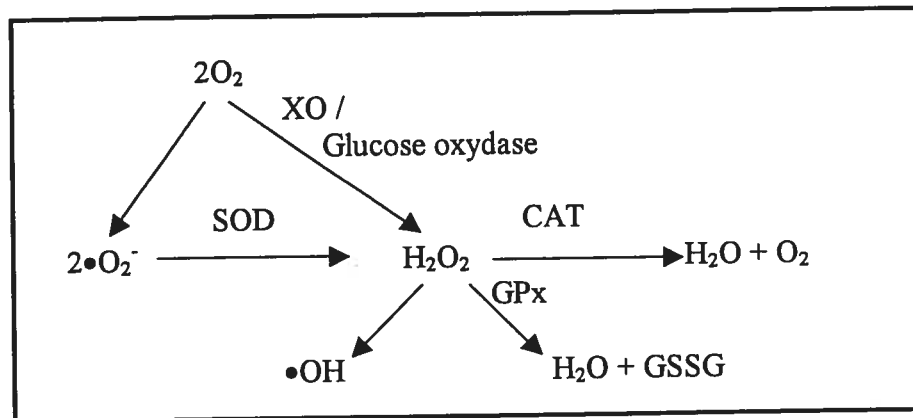 2O₂
XO /
Glucose oxydase
SOD
CAT
2•O₂⁻
H₂O₂
H₂O + O₂
GPx
•OH
H₂O + GSSG